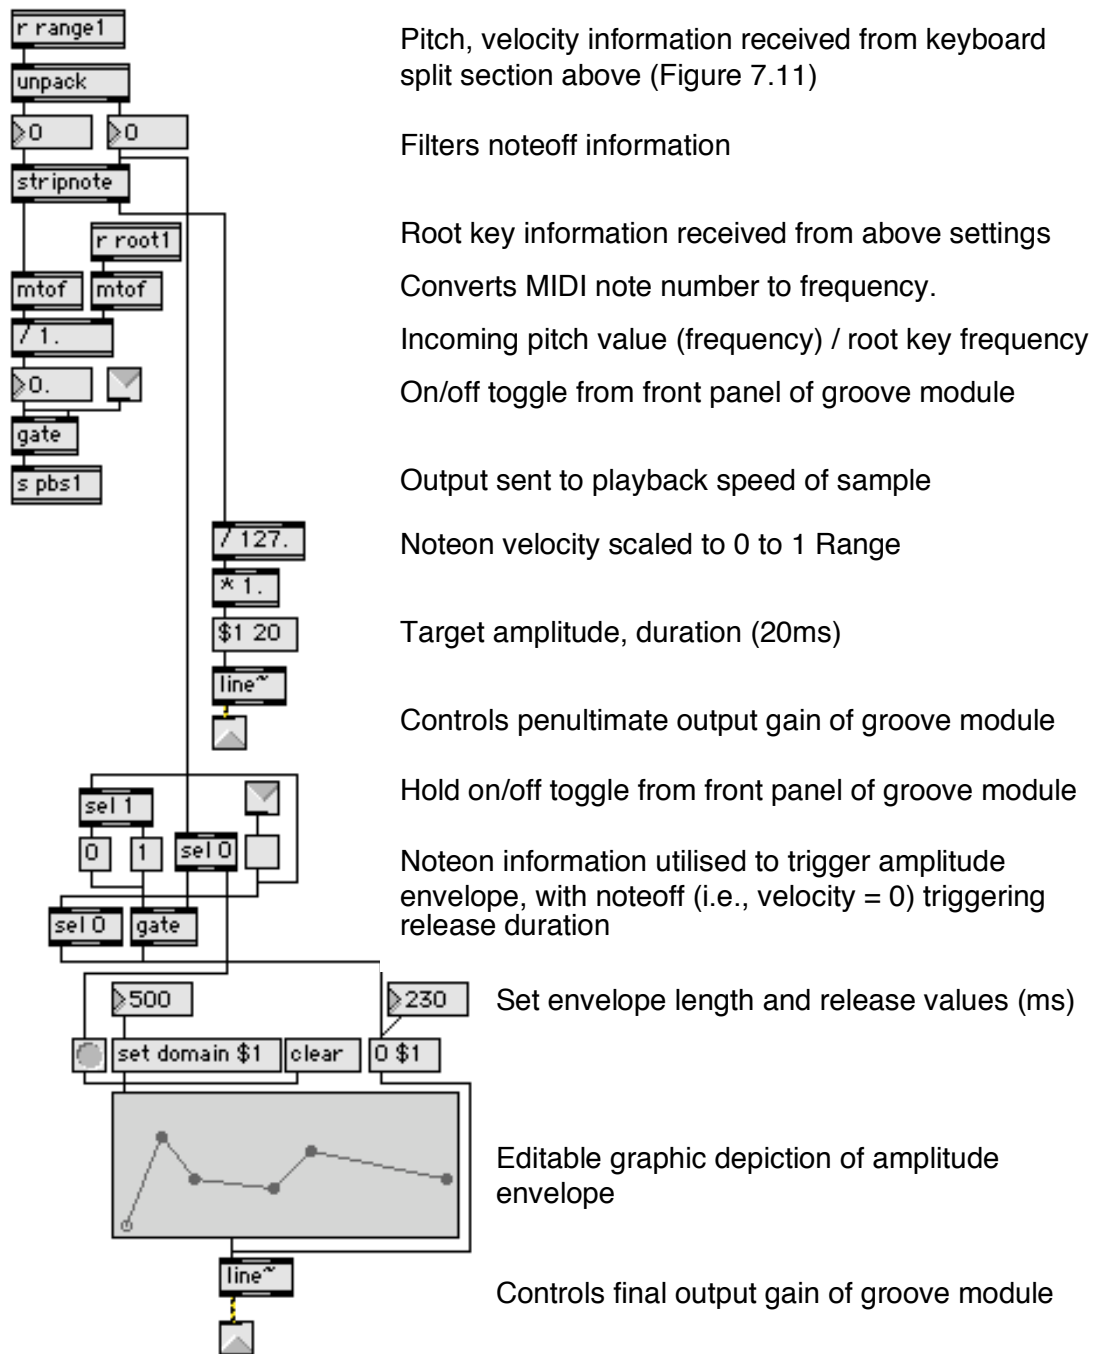 r range1
Pitch, velocity information received from keyboard
split section above (Figure 7.11)
unpack
0
0
Filters noteoff information
stripnote
r root1
Root key information received from above settings
mtof
mtof
Converts MIDI note number to frequency.
/ 1.
Incoming pitch value (frequency) / root key frequency
0.
On/off toggle from front panel of groove module
gate
s pbs1
Output sent to playback speed of sample
/ 127.
Noteon velocity scaled to 0 to 1 Range
* 1.
$1 20
Target amplitude, duration (20ms)
line~
Controls penultimate output gain of groove module
Hold on/off toggle from front panel of groove module
sel 1
0
1
sel 0
Noteon information utilised to trigger amplitude
envelope, with noteoff (i.e., velocity = 0) triggering
release duration
sel 0
gate
500
230
Set envelope length and release values (ms)
set domain $1
clear
0 $1
Editable graphic depiction of amplitude
envelope
line~
Controls final output gain of groove module